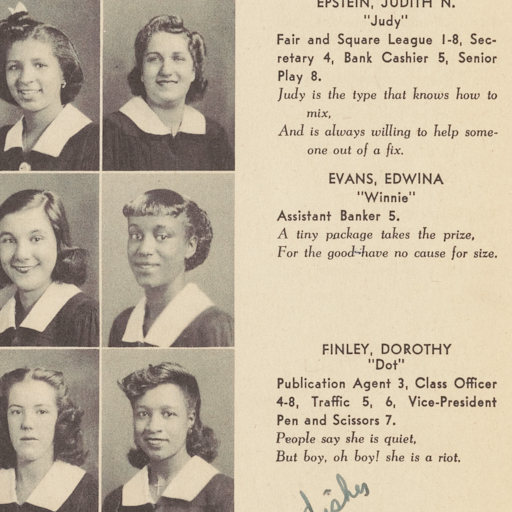 EPSTEIN, JUDITH N.
"Judy"
Fair and Square League 1-8, Sec-
retary 4, Bank Cashier 5, Senior
Play 8.
Judy is the type that knows how to
mix,
And is always willing to help some-
one out of a fix.
EVANS, EDWINA
"Winnie"
Assistant Banker 5.
A tiny package takes the prize,
For the good have no cause for size.
FINLEY, DOROTHY
"Dot"
Publication Agent 3, Class Officer
4-8, Traffic 5, 6, Vice-President
Pen and Scissors 7.
People say she is quiet,
But boy, oh boy! she is a riot.